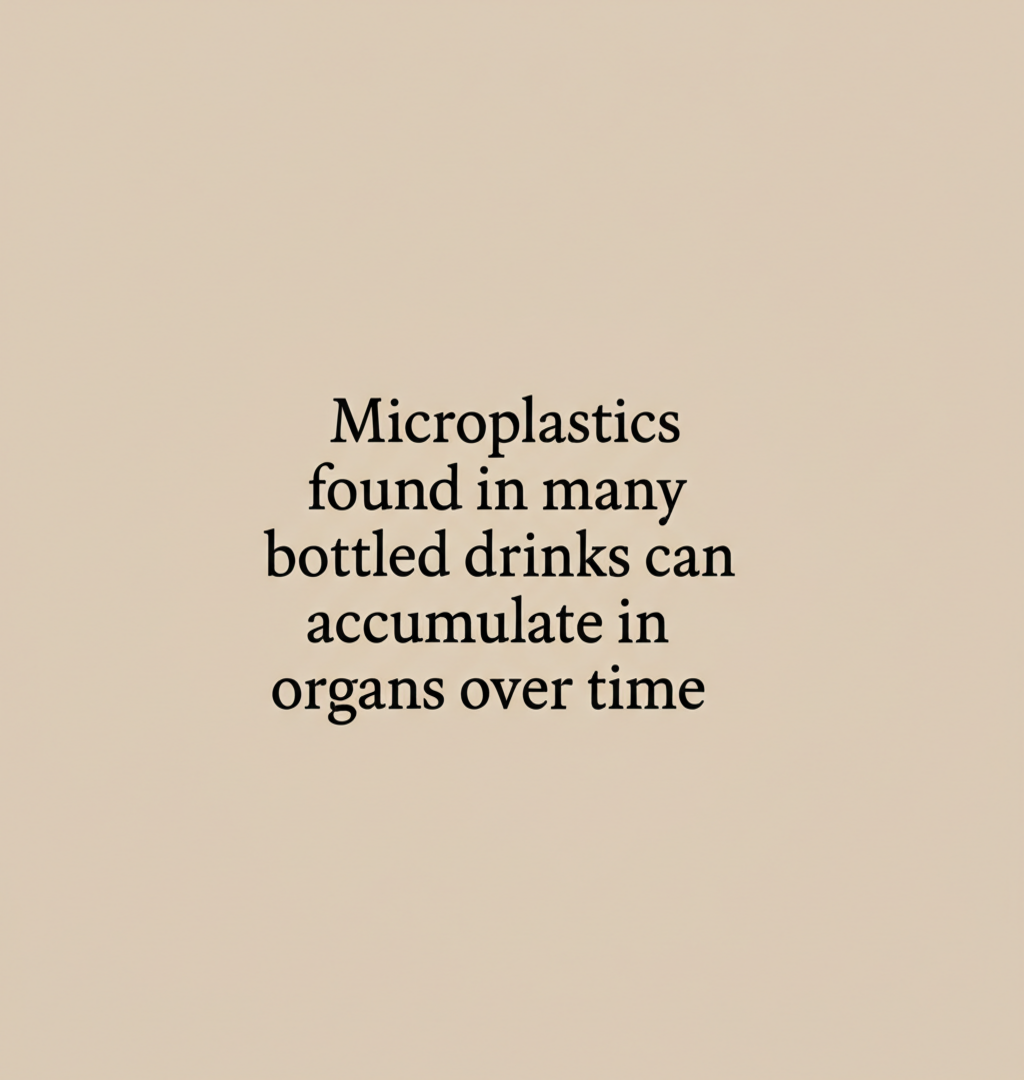 Microplastics
found in many
bottled drinks can
accumulate in
organs over time